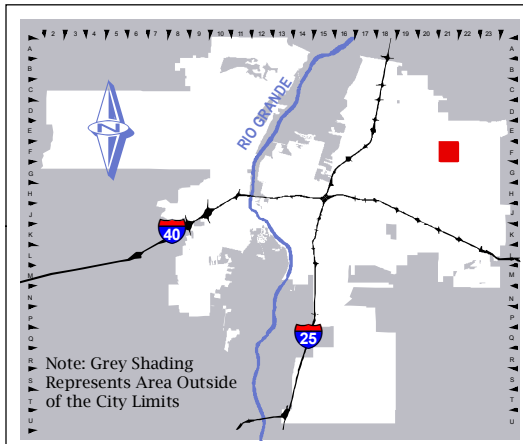 2 3 4 5 6 7 8 9 10 11 12 13 14 15 16 17 18 19 20 21 22 23
A A
B B
C C
D D
E E
F F
G G
H H
J J
K K
L L
M M
N N
P P
Q Q
R R
S S
T T
U U
N
RIO GRANDE
40
25
Note: Grey Shading
Represents Area Outside
of the City Limits